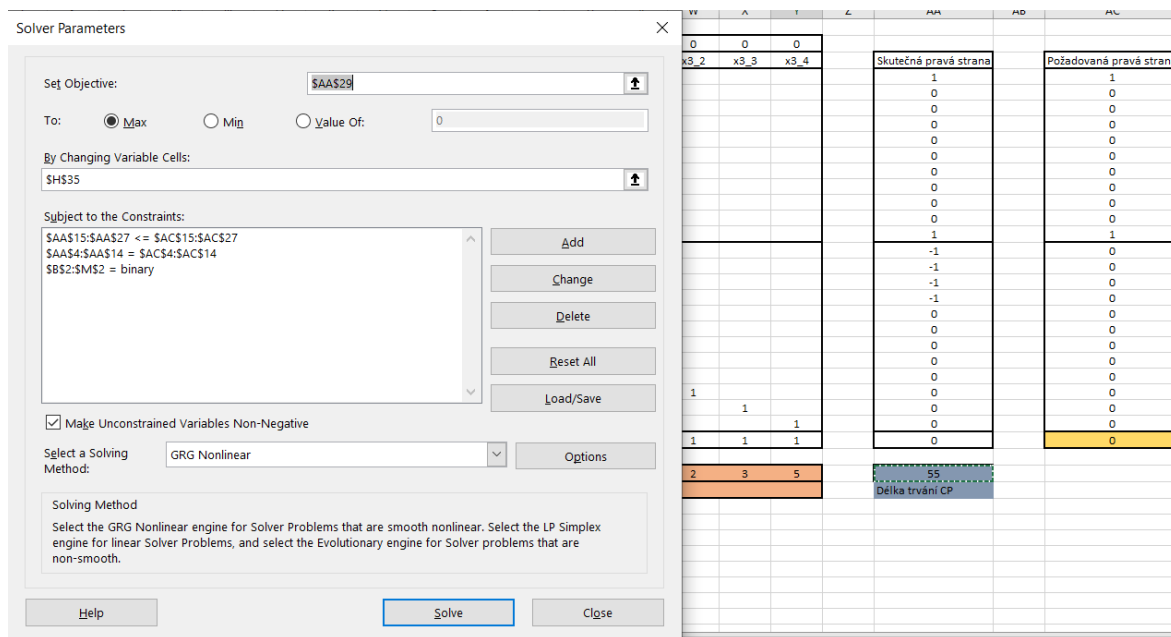 Solver Parameters
Set Objective:
$AA$29
To:
Max
Min
Value Of:
0
By Changing Variable Cells:
$H$35
Subject to the Constraints:
$AA$15:$AA$27 <= $AC$15:$AC$27
$AA$4:$AA$14 = $AC$4:$AC$14
$B$2:$M$2 = binary
Add
Change
Delete
Reset All
Load/Save
Make Unconstrained Variables Non-Negative
Select a Solving
Method:
GRG Nonlinear
Options
Solving Method
Select the GRG Nonlinear engine for Solver Problems that are smooth nonlinear. Select the LP Simplex
engine for linear Solver Problems, and select the Evolutionary engine for Solver problems that are
non-smooth.
Help
Solve
Close
W X Y Z AA AB AC
0 0 0
x3_2 x3_3 x3_4 Skutečná pravá strana Požadovaná pravá stran
1 1
0 0
0 0
0 0
0 0
0 0
0 0
0 0
0 0
1 1
-1 0
-1 0
-1 0
-1 0
0 0
0 0
0 0
0 0
0 0
1 0 0
1 0 0
1 0 0
1 1 1 0 0
2 3 5 55
Délka trvání CP